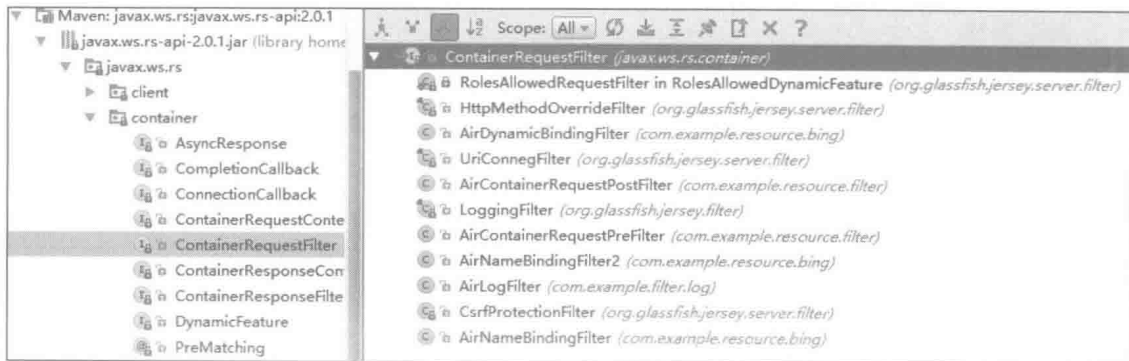 Maven: javax.ws.rs:javax.ws.rs-api:2.0.1
javax.ws.rs-api-2.0.1.jar (library home
javax.ws.rs
client
container
AsyncResponse
CompletionCallback
ConnectionCallback
ContainerRequestConte
ContainerRequestFilter
ContainerResponseCon
ContainerResponseFilte
DynamicFeature
PreMatching
Scope: All
ContainerRequestFilter (javax.ws.rs.container)
RolesAllowedRequestFilter in RolesAllowedDynamicFeature (org.glassfish.jersey.server.filter)
HttpMethodOverrideFilter (org.glassfish.jersey.server.filter)
AirDynamicBindingFilter (com.example.resource.bing)
UriConnegFilter (org.glassfish.jersey.server.filter)
AirContainerRequestPostFilter (com.example.resource.filter)
LoggingFilter (org.glassfish.jersey.filter)
AirContainerRequestPreFilter (com.example.resource.filter)
AirNameBindingFilter2 (com.example.resource.bing)
AirLogFilter (com.example.filter.log)
CsrfProtectionFilter (org.glassfish.jersey.server.filter)
AirNameBindingFilter (com.example.resource.bing)